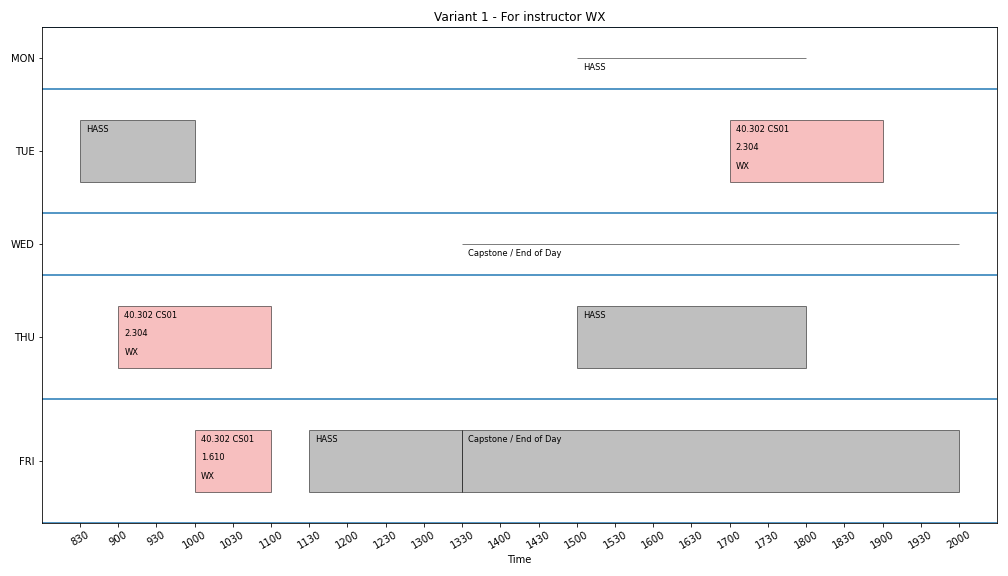 Variant 1 - For instructor WX
MON
HASS
TUE
HASS
40.302 CS01
2.304
WX
WED
Capstone / End of Day
THU
40.302 CS01
2.304
WX
HASS
FRI
40.302 CS01
1.610
WX
HASS
Capstone / End of Day
830 900 930 1000 1030 1100 1130 1200 1230 1300 1330 1400 1430 1500 1530 1600 1630 1700 1730 1800 1830 1900 1930 2000
Time